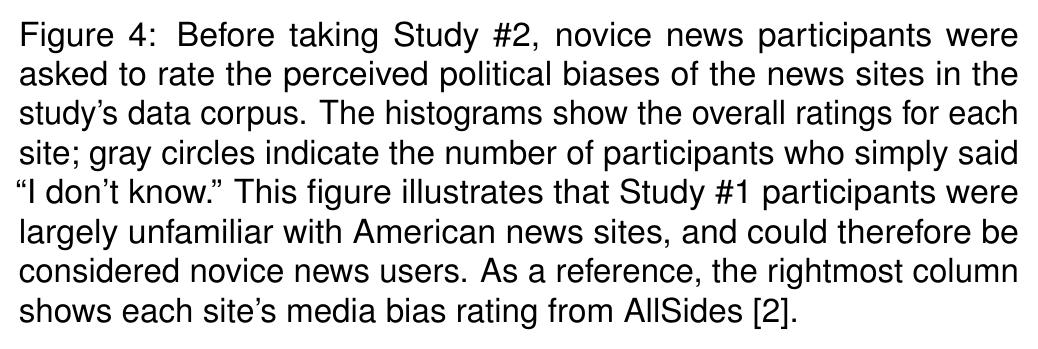 Figure 4: Before taking Study #2, novice news participants were
asked to rate the perceived political biases of the news sites in the
study’s data corpus. The histograms show the overall ratings for each
site; gray circles indicate the number of participants who simply said
“I don’t know.” This figure illustrates that Study #1 participants were
largely unfamiliar with American news sites, and could therefore be
considered novice news users. As a reference, the rightmost column
shows each site’s media bias rating from AllSides [2].